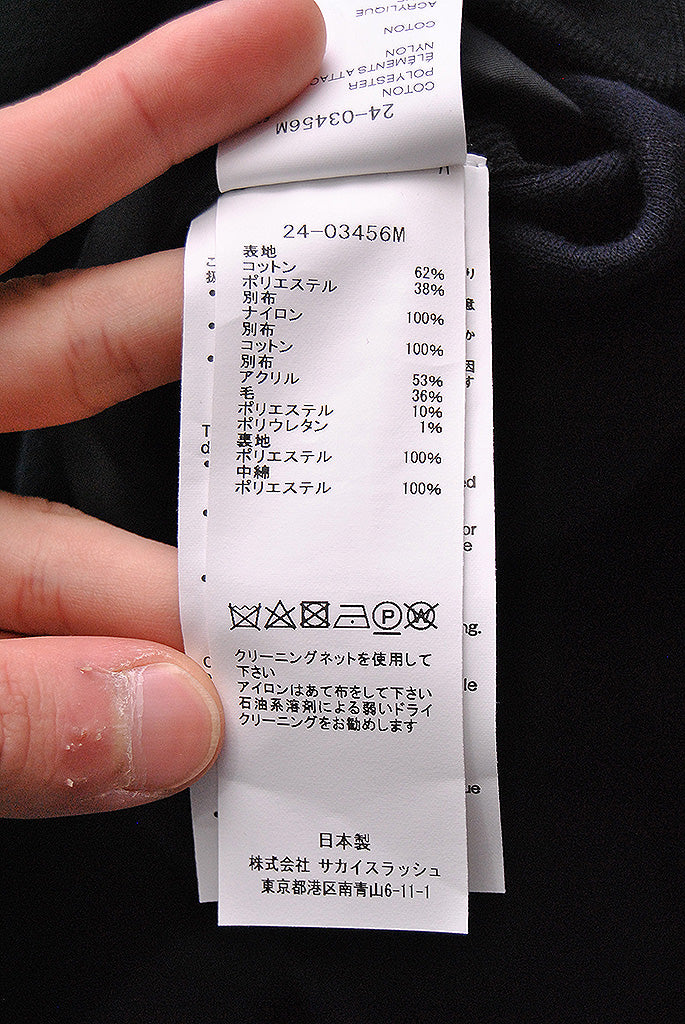 ACRYLIQUE
COTON
NYLON
ÉLÉMENTS ATTAC
POLYESTER
COTON
24-03456M
24-03456M
表地
コットン 62%
ポリエステル 38%
別布
ナイロン 100%
別布
コットン 100%
別布
アクリル 53%
毛 36%
ポリエステル 10%
ポリウレタン 1%
裏地
ポリエステル 100%
中綿
ポリエステル 100%
P W
クリーニングネットを使用して
下さい
アイロンはあて布をして下さい
石油系溶剤による弱いドライ
クリーニングをお勧めします
日本製
株式会社 サカイスラッシュ
東京都港区南青山6-11-1